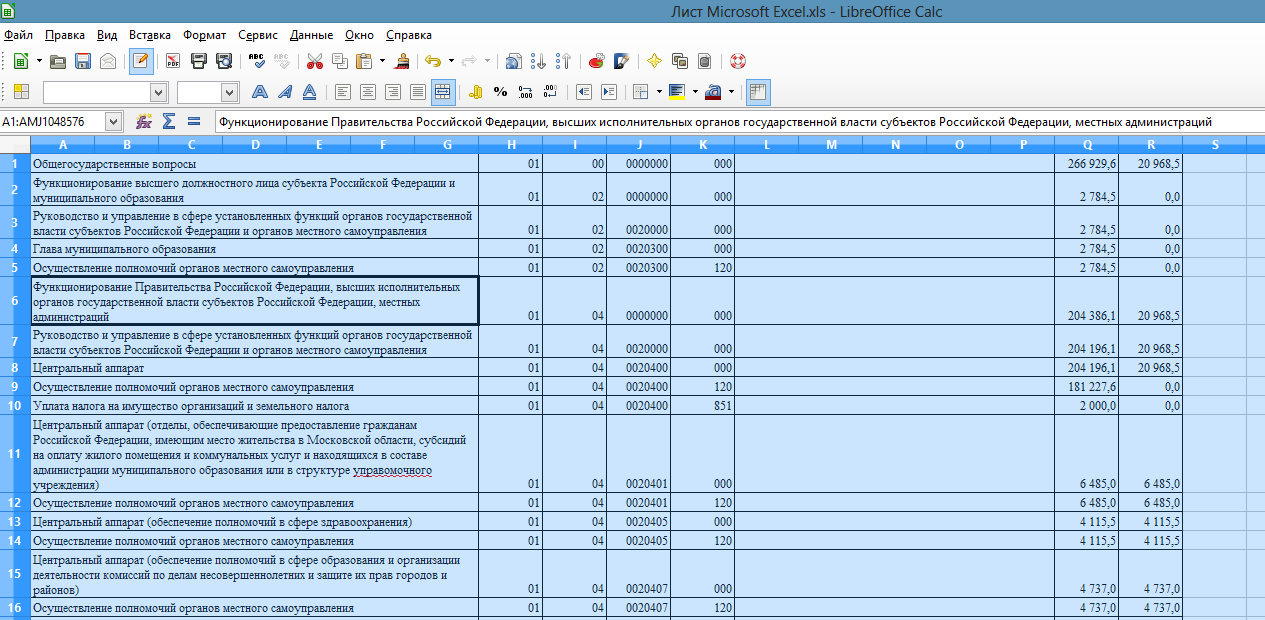 Лист Microsoft Excel.xls - LibreOffice Calc
Файл Правка Вид Вставка Формат Сервис Данные Окно Справка
A1:AMJ1048576 Функционирование Правительства Российской Федерации, высших исполнительных органов государственной власти субъектов Российской Федерации, местных администраций
A B C D E F G H I J K L M N O P Q R S
1 Общегосударственные вопросы 01 00 0000000 000 266 929,6 20 968,5
2 Функционирование высшего должностного лица субъекта Российской Федерации и
муниципального образования 01 02 0000000 000 2 784,5 0,0
3 Руководство и управление в сфере установленных функций органов государственной
власти субъектов Российской Федерации и органов местного самоуправления 01 02 0020000 000 2 784,5 0,0
4 Глава муниципального образования 01 02 0020300 000 2 784,5 0,0
5 Осуществление полномочий органов местного самоуправления 01 02 0020300 120 2 784,5 0,0
6 Функционирование Правительства Российской Федерации, высших исполнительных
органов государственной власти субъектов Российской Федерации, местных
администраций 01 04 0000000 000 204 386,1 20 968,5
7 Руководство и управление в сфере установленных функций органов государственной
власти субъектов Российской Федерации и органов местного самоуправления 01 04 0020000 000 204 196,1 20 968,5
8 Центральный аппарат 01 04 0020400 000 204 196,1 20 968,5
9 Осуществление полномочий органов местного самоуправления 01 04 0020400 120 181 227,6 0,0
10 Уплата налога на имущество организаций и земельного налога 01 04 0020400 851 2 000,0 0,0
11 Центральный аппарат (отделы, обеспечивающие предоставление гражданам
Российской Федерации, имеющим место жительства в Московской области, субсидий
на оплату жилого помещения и коммунальных услуг и находящихся в составе
администрации муниципального образования или в структуре управомочного
учреждения) 01 04 0020401 000 6 485,0 6 485,0
12 Осуществление полномочий органов местного самоуправления 01 04 0020401 120 6 485,0 6 485,0
13 Центральный аппарат (обеспечение полномочий в сфере здравоохранения) 01 04 0020405 000 4 115,5 4 115,5
14 Осуществление полномочий органов местного самоуправления 01 04 0020405 120 4 115,5 4 115,5
15 Центральный аппарат (обеспечение полномочий в сфере образования и организации
деятельности комиссий по делам несовершеннолетних и защите их прав городов и
районов) 01 04 0020407 000 4 737,0 4 737,0
16 Осуществление полномочий органов местного самоуправления 01 04 0020407 120 4 737,0 4 737,0